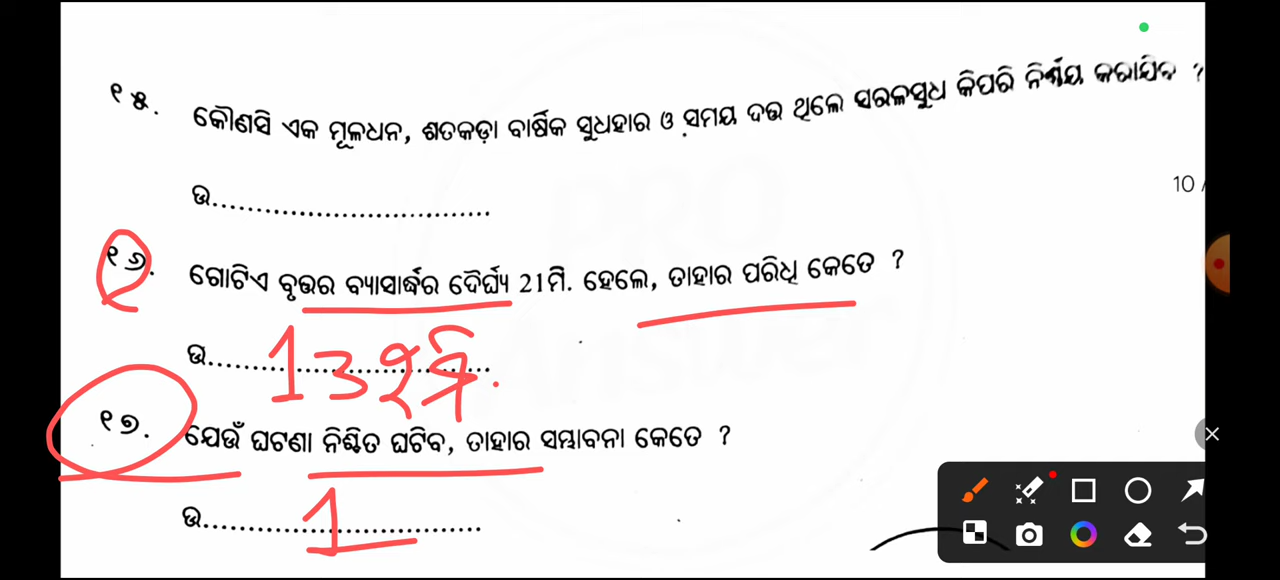 ୧୫. କୌଣସି ଏକ ମୂଳଧନ, ଶତକଡ଼ା ବାର୍ଷିକ ସୁଧହାର ଓ ସମୟ ଦତ୍ତ ଥିଲେ ସରଳସୁଧ କିପରି ନିର୍ଣ୍ଣୟ କରାଯିବ ?
10 /
ଉ.................................
୧୬. ଗୋଟିଏ ବୃତ୍ତର ବ୍ୟାସାର୍ଦ୍ଧର ଦୈର୍ଘ୍ୟ 21ମି. ହେଲେ, ତାହାର ପରିଧି କେତେ ?
ଉ................................. 132ମି.
୧୭. ଯେଉଁ ଘଟଣା ନିଶ୍ଚିତ ଘଟିବ, ତାହାର ସମ୍ଭାବନା କେତେ ?
ଉ................................. 1